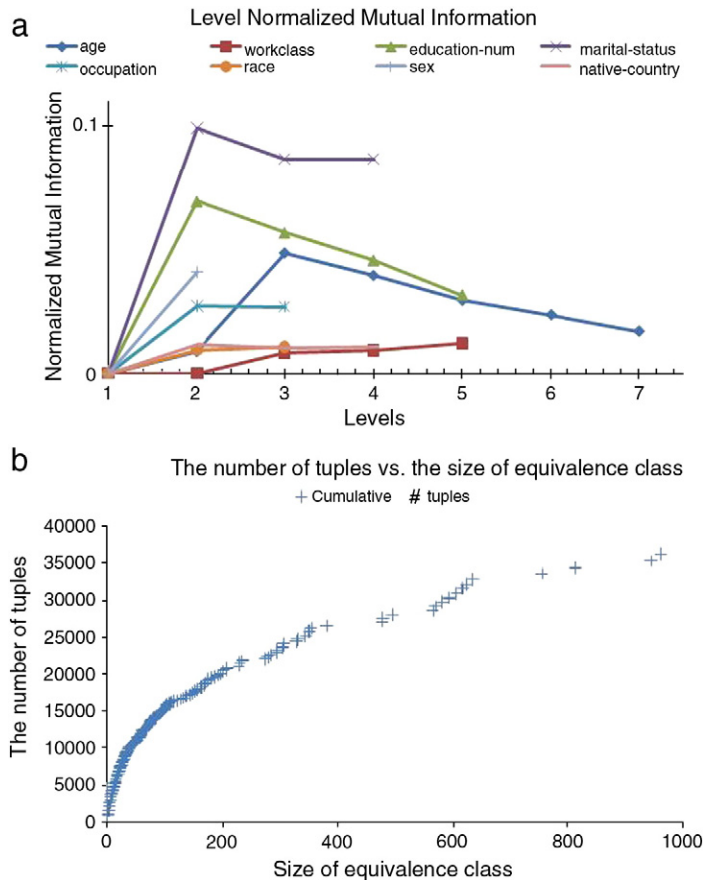 a
Level Normalized Mutual Information
age workclass education-num marital-status
occupation race sex native-country
Normalized Mutual Information
0.1
0
1 2 3 4 5 6 7
Levels
b
The number of tuples vs. the size of equivalence class
Cumulative # tuples
The number of tuples
40000
35000
30000
25000
20000
15000
10000
5000
0
0 200 400 600 800 1000
Size of equivalence class